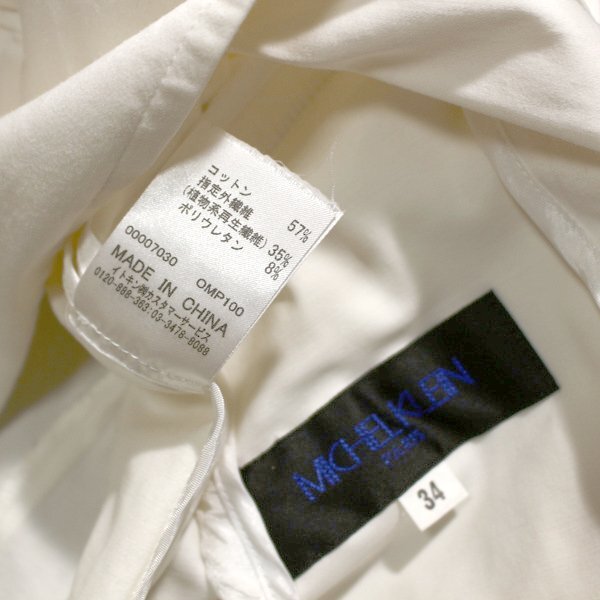 コットン 57%
指定外繊維
(植物系再生繊維) 35%
ポリウレタン 8%
00007030 OMP100
MADE IN CHINA
イトキン㈱カスタマーサービス
0120-888-363:03-3478-8088
MICHEL KLEIN
PARIS
34